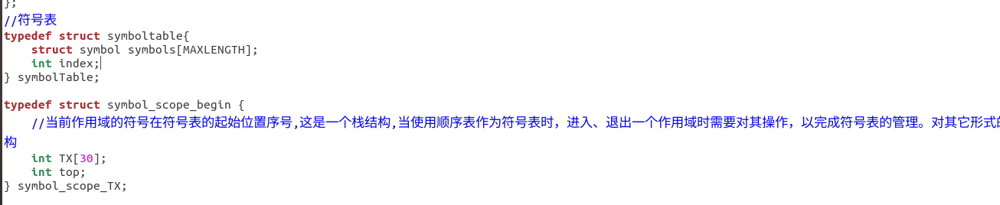 };
//符号表
typedef struct symboltable{
    struct symbol symbols[MAXLENGTH];
    int index;
} symbolTable;
typedef struct symbol_scope_begin {
    //当前作用域的符号在符号表的起始位置序号,这是一个栈结构,当使用顺序表作为符号表时，进入、退出一个作用域时需要对其操作，以完成符号表的管理。对其它形式的
构
    int TX[30];
    int top;
} symbol_scope_TX;